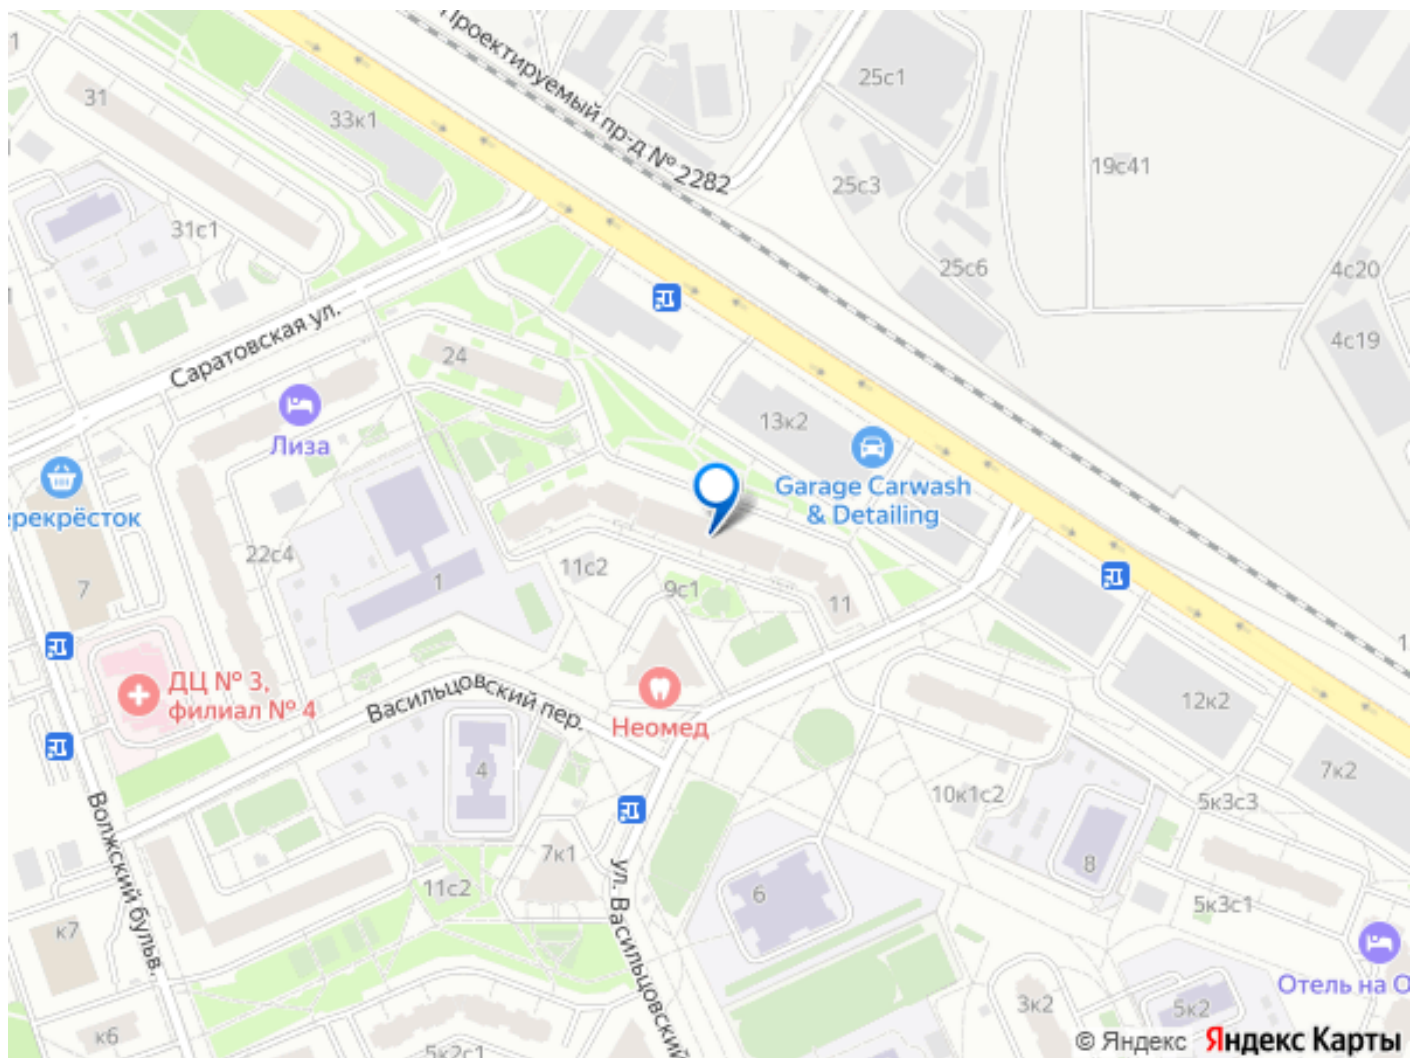 Проектируемый пр-д № 2282
25с1
31
33к1
19с41
25с3
31с1
25с6
4с20
4с19
Саратовская ул.
24
13к2
Лиза
Garage Carwash
& Detailing
ерекрёсток
22с4
11с2
1
9с1
7
11
ДЦ № 3,
филиал № 4
Васильцовский пер.
Неомед
12к2
4
7к2
10к1с2
5к3с3
Волжский бульв.
7к1
ул. Васильцовский
11с2
6
8
5к3с1
к7
Отель на О
3к2
5к2
к6
5к2с1
© Яндекс Яндекс Карты